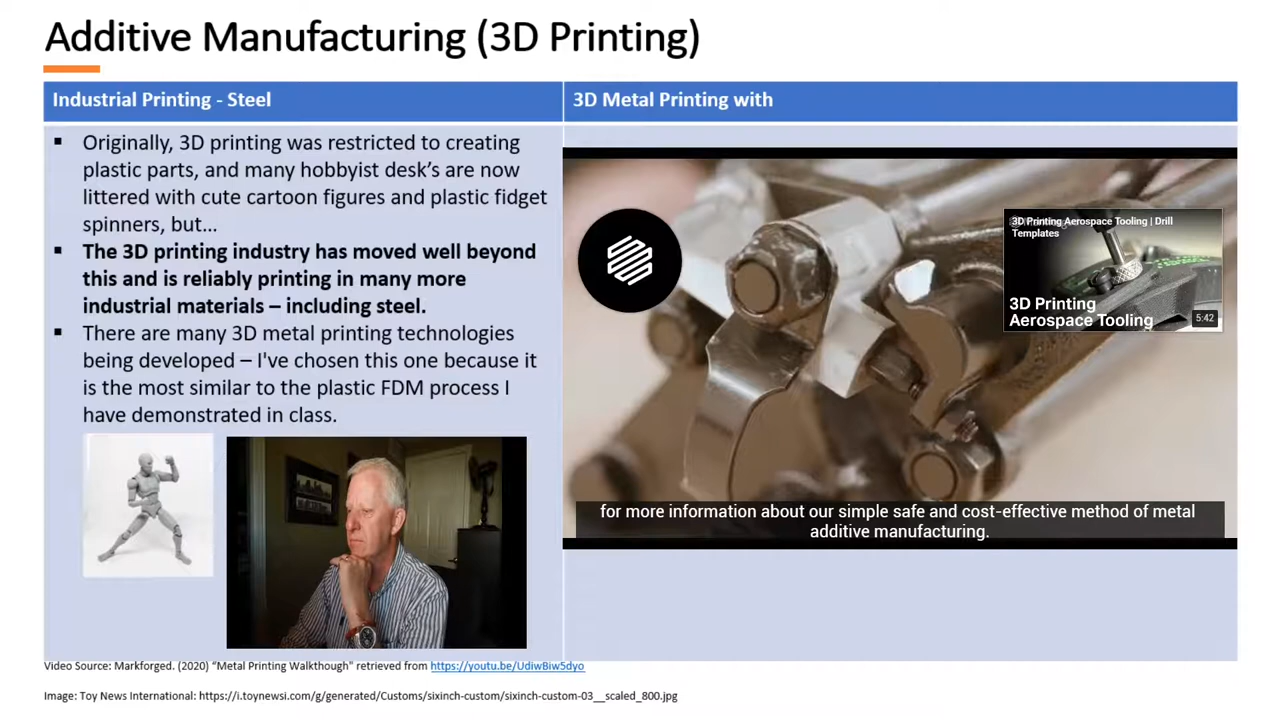 Additive Manufacturing (3D Printing)
Industrial Printing - Steel
▪ Originally, 3D printing was restricted to creating
plastic parts, and many hobbyist desk's are now
littered with cute cartoon figures and plastic fidget
spinners, but...
▪ The 3D printing industry has moved well beyond
this and is reliably printing in many more
industrial materials – including steel.
▪ There are many 3D metal printing technologies
being developed – I've chosen this one because it
is the most similar to the plastic FDM process I
have demonstrated in class.
3D Metal Printing with
3D Printing Aerospace Tooling | Drill
Templates
3D Printing
Aerospace Tooling
5:42
for more information about our simple safe and cost-effective method of metal
additive manufacturing.
Video Source: Markforged. (2020) "Metal Printing Walkthough" retrieved from https://youtu.be/UdiwBiw5dyo
Image: Toy News International: https://i.toynewsi.com/g/generated/Customs/sixinch-custom/sixinch-custom-03__scaled_800.jpg